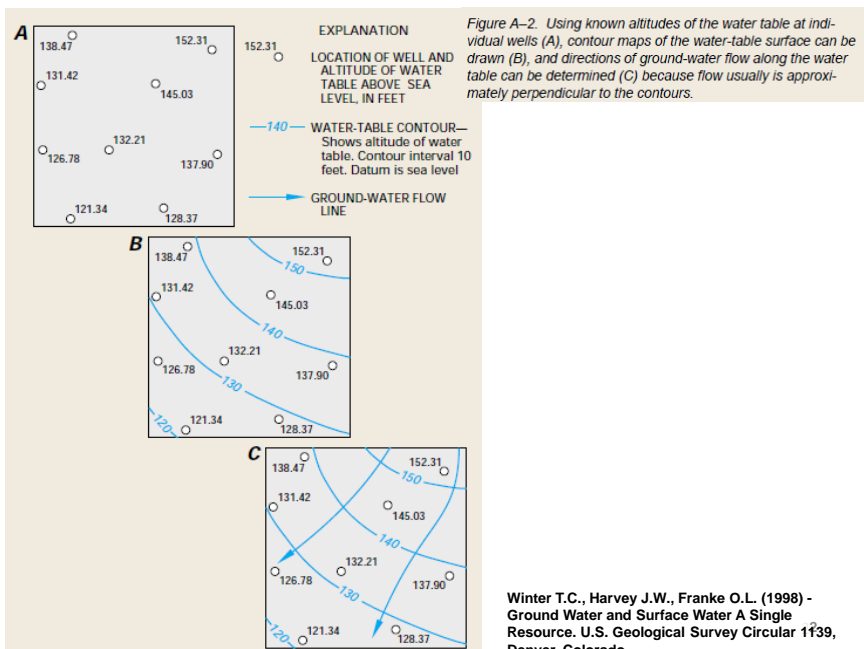 A
138.47
152.31
131.42
145.03
132.21
126.78
137.90
121.34
128.37
EXPLANATION
152.31
LOCATION OF WELL AND
ALTITUDE OF WATER
TABLE ABOVE SEA
LEVEL, IN FEET
140
WATER-TABLE CONTOUR—
Shows altitude of water
table. Contour interval 10
feet. Datum is sea level
GROUND-WATER FLOW
LINE
Figure A–2. Using known altitudes of the water table at indi-
vidual wells (A), contour maps of the water-table surface can be
drawn (B), and directions of ground-water flow along the water
table can be determined (C) because flow usually is approxi-
mately perpendicular to the contours.
B
138.47
152.31
150
131.42
145.03
140
132.21
126.78
137.90
130
120
121.34
128.37
C
138.47
152.31
150
131.42
145.03
140
132.21
126.78
137.90
130
120
121.34
128.37
Winter T.C., Harvey J.W., Franke O.L. (1998) -
Ground Water and Surface Water A Single
Resource. U.S. Geological Survey Circular 1139,
Denver, Colorado